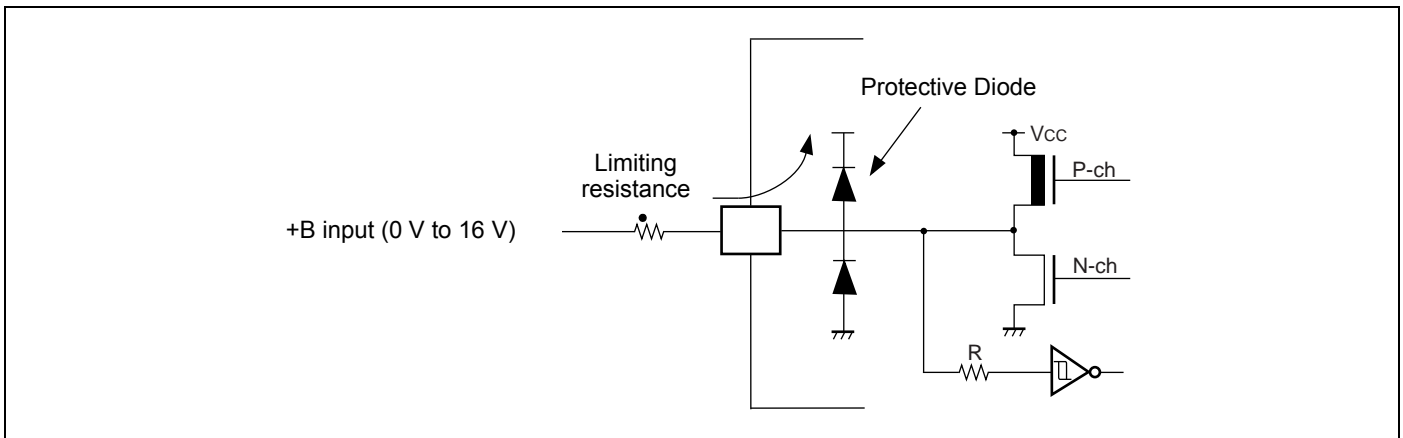 Protective Diode
Vcc
Limiting
resistance
P-ch
+B input (0 V to 16 V)
N-ch
R